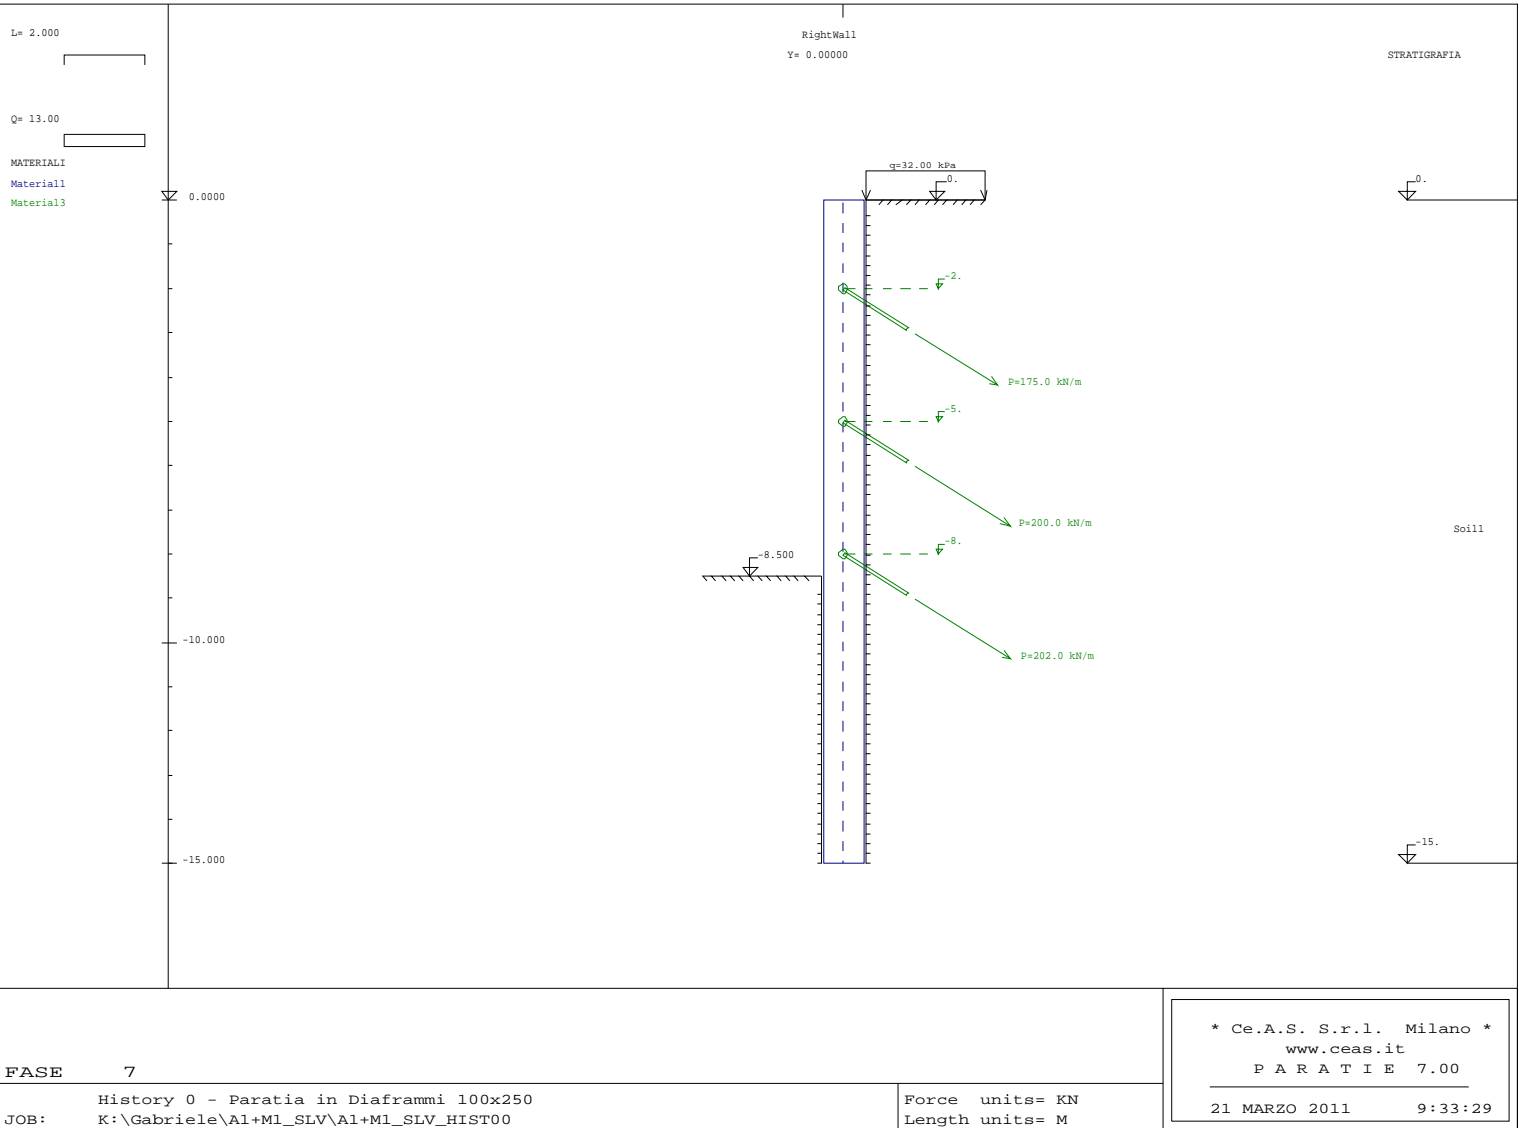 L= 2.000
RightWall
Y= 0.00000
STRATIGRAFIA
Q= 13.00
MATERIALI
Material1
Material3
q=32.00 kPa
0.
0.
0.0000
-2.
P=175.0 kN/m
-5.
P=200.0 kN/m
Soil1
-8.
-8.500
-10.000
P=202.0 kN/m
-15.
-15.000
* Ce.A.S. S.r.l. Milano *
www.ceas.it
P A R A T I E 7.00
21 MARZO 2011 9:33:29
FASE 7
History 0 - Paratia in Diaframmi 100x250
JOB: K:\Gabriele\A1+M1_SLV\A1+M1_SLV_HIST00
Force units= KN
Length units= M